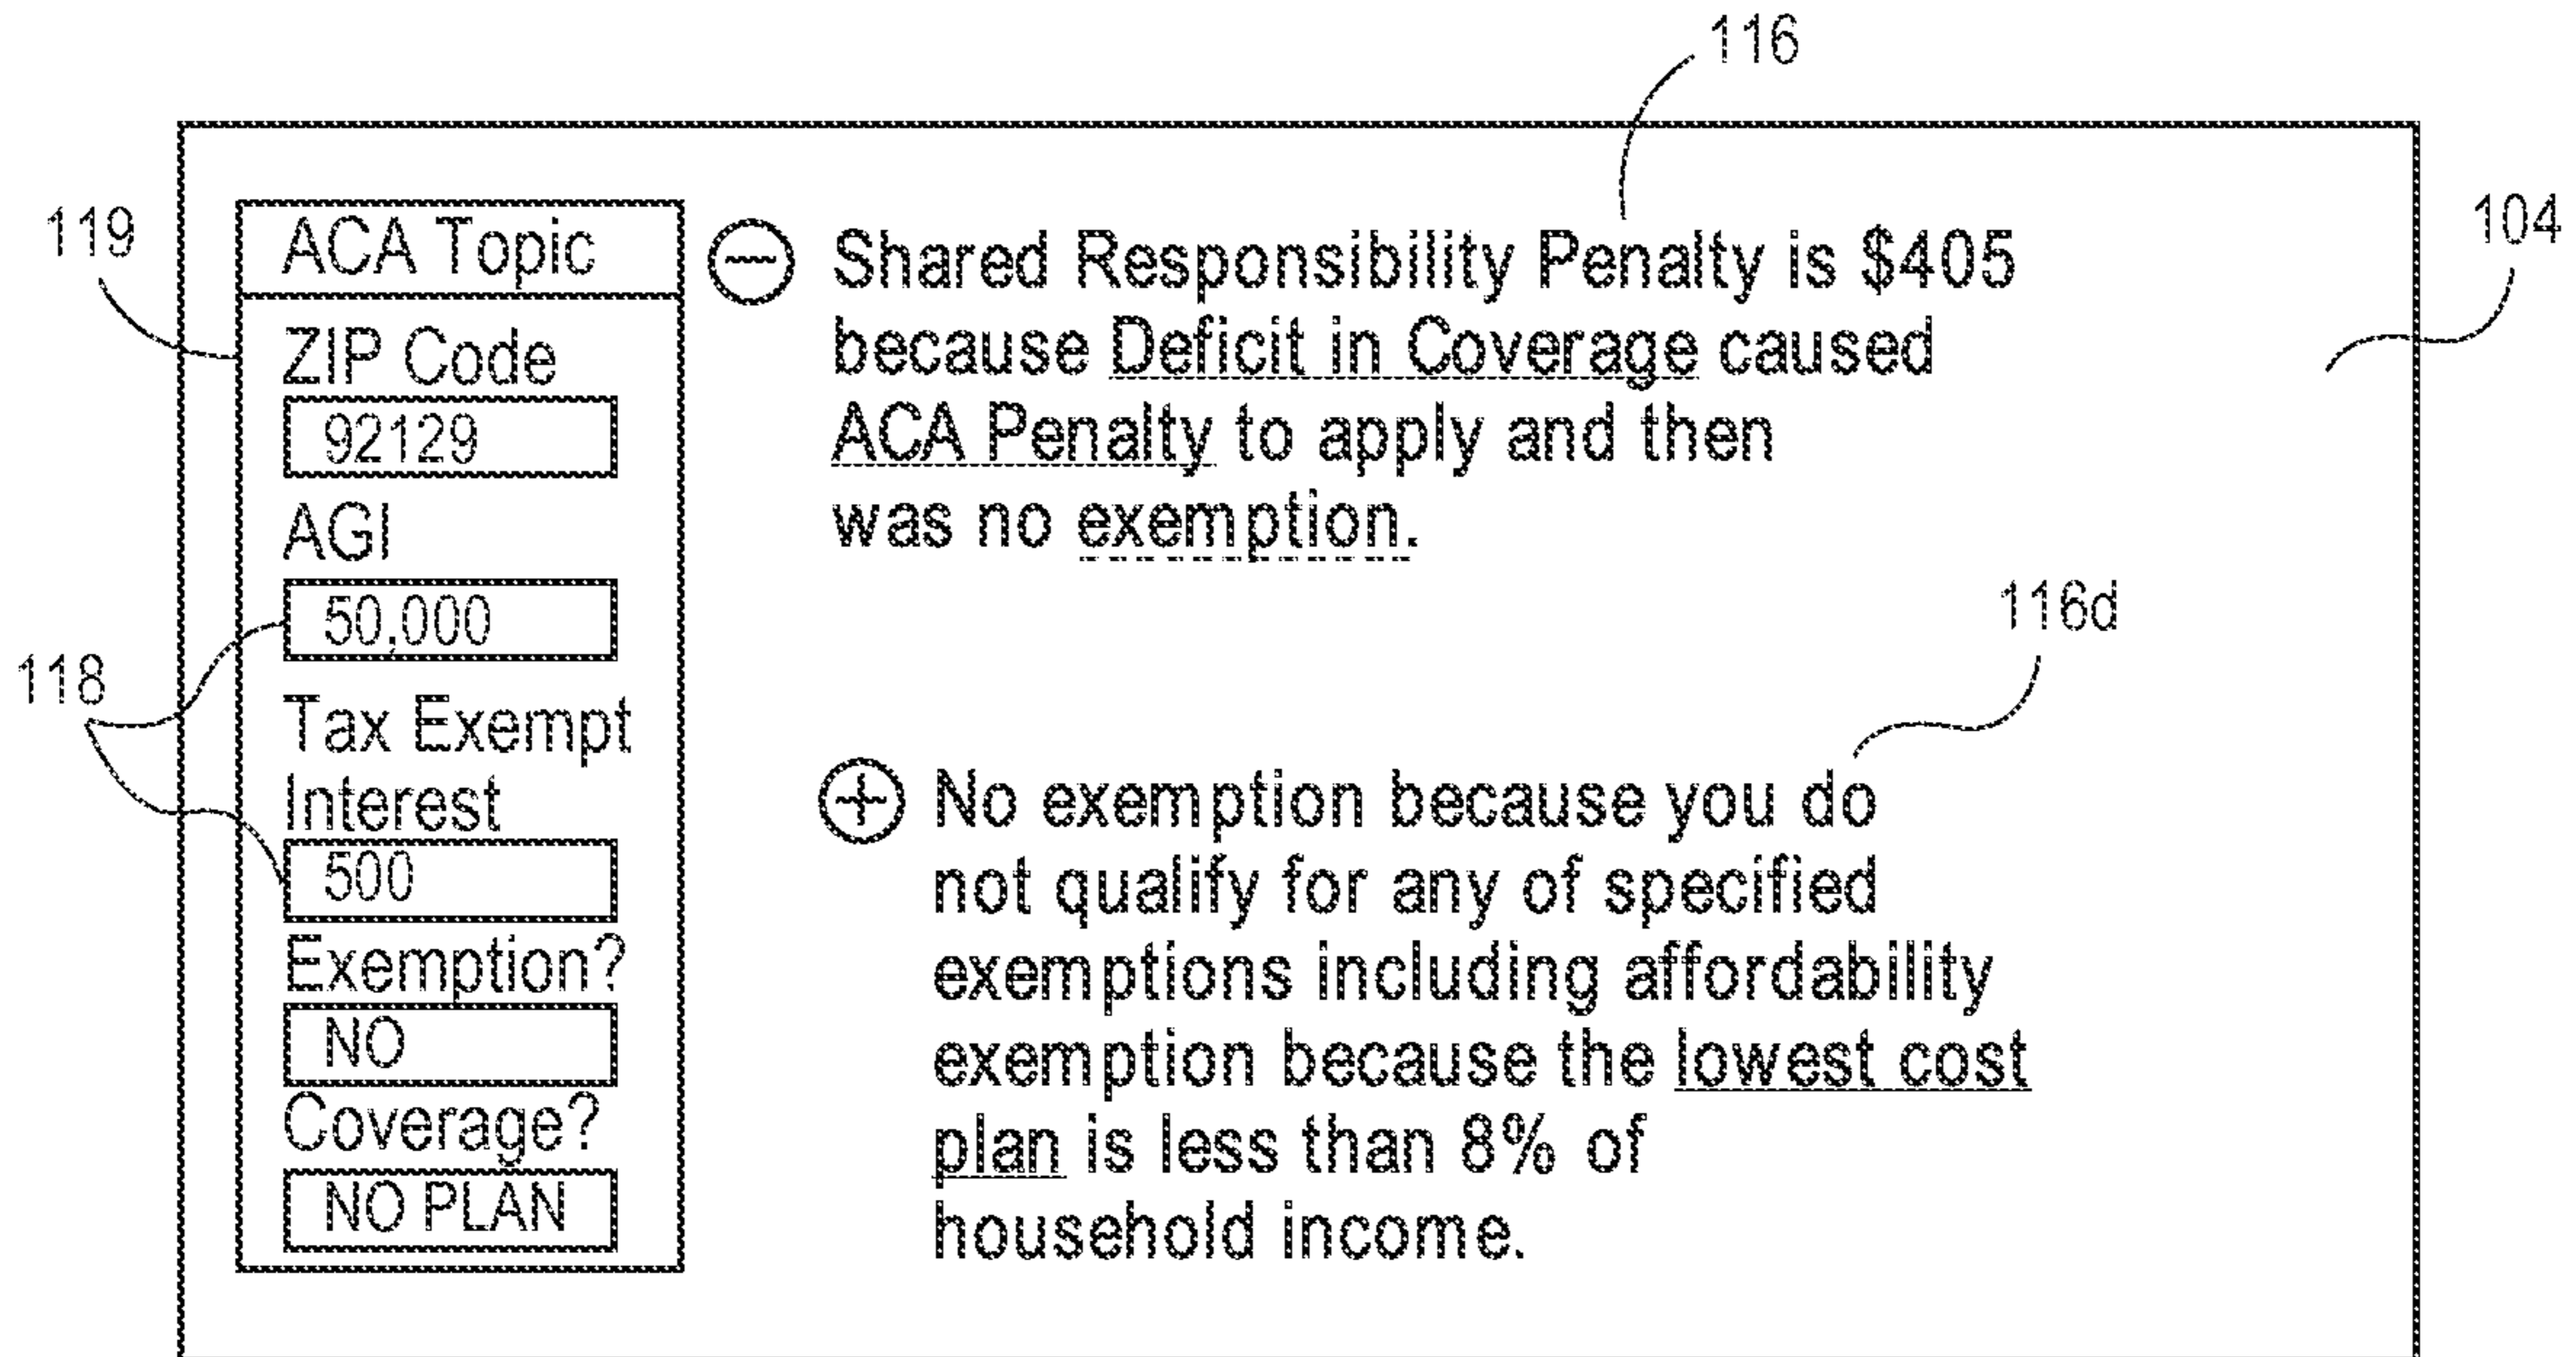 116
119
104
ACA Topic
ZIP Code
92129
AGI
50,000
118
Tax Exempt
Interest
500
Exemption?
NO
Coverage?
NO PLAN
Shared Responsibility Penalty is $405
because Deficit in Coverage caused
ACA Penalty to apply and then
was no exemption.
116d
No exemption because you do
not qualify for any of specified
exemptions including affordability
exemption because the lowest cost
plan is less than 8% of
household income.